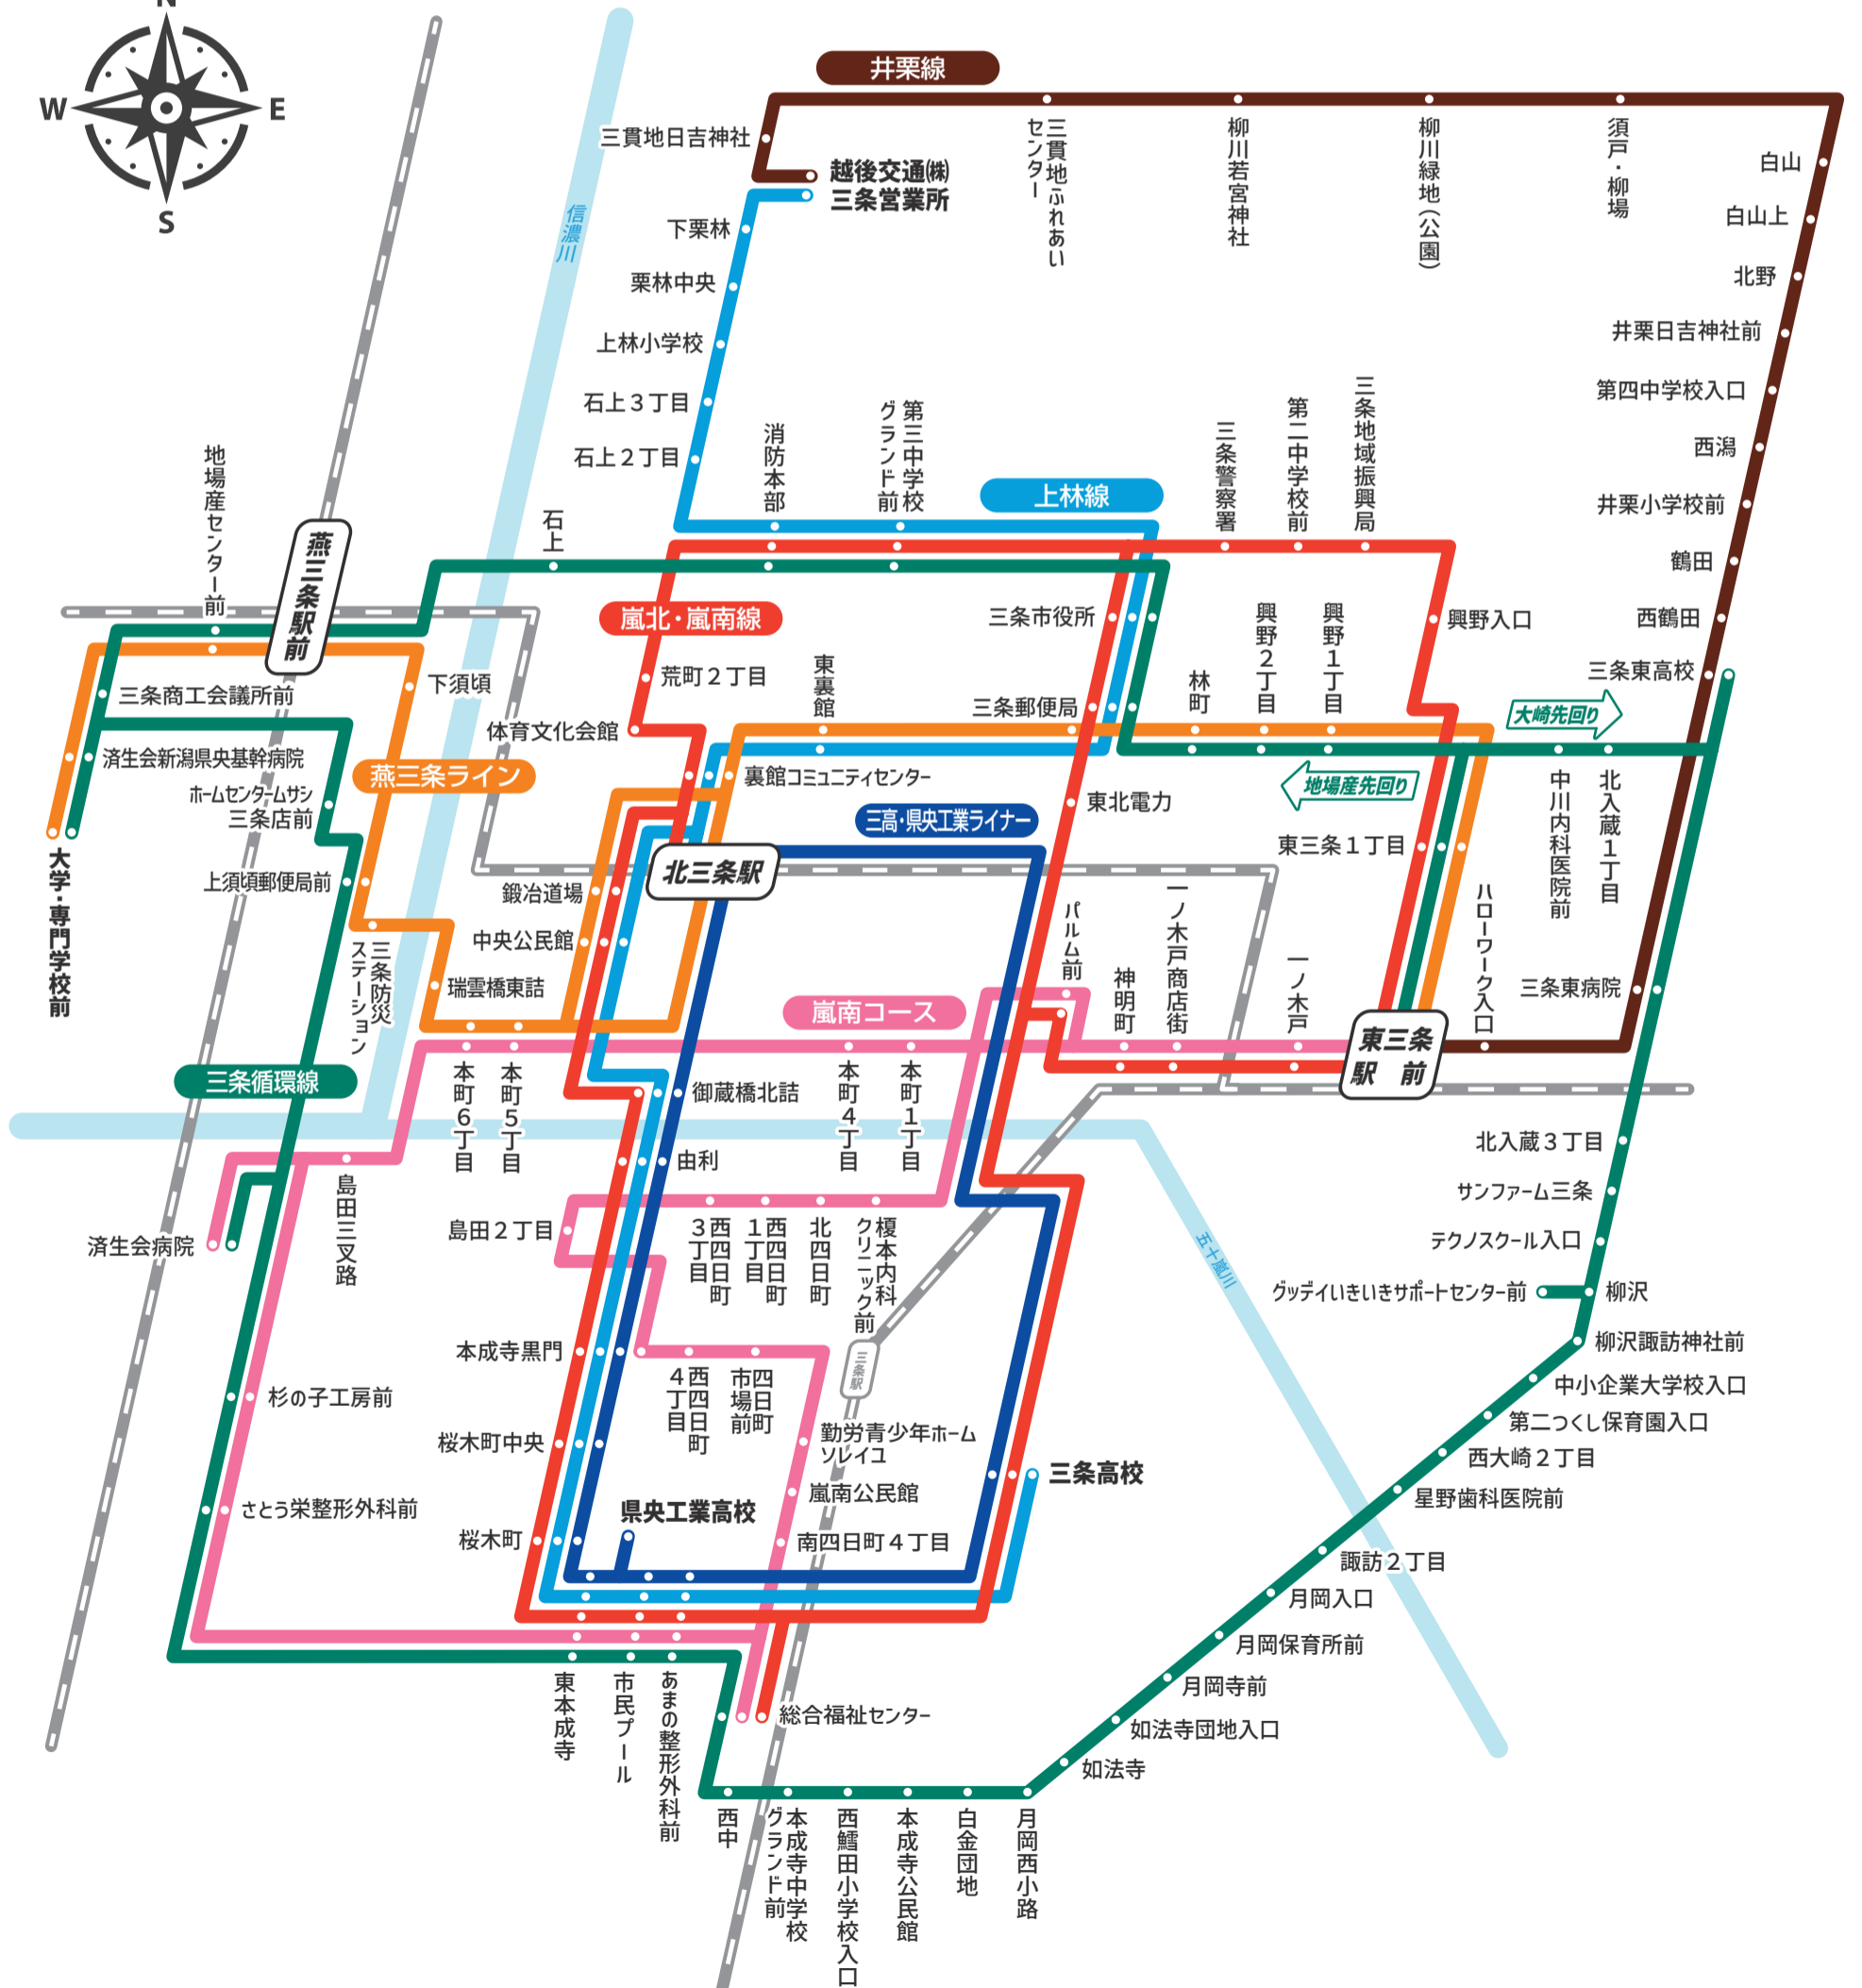 N
W
E
S
井栗線
三貫地日吉神社
越後交通㈱
三条営業所
三貫地ふれあい
センター
柳川若宮神社
柳川緑地(公園)
須戸・柳場
白山
白山上
北野
井栗日吉神社前
第四中学校入口
西潟
井栗小学校前
鶴田
西鶴田
三条東高校
信濃川
下栗林
栗林中央
上林小学校
石上3丁目
石上2丁目
消防本部
第三中学校
グランド前
上林線
三条警察署
第二中学校前
三条地域振興局
地場産センター前
燕三条駅前
石上
嵐北・嵐南線
三条市役所
興野2丁目
興野1丁目
興野入口
三条商工会議所前
下須頃
荒町2丁目
東裏館
三条郵便局
林町
大崎先回り
体育文化会館
済生会新潟県央基幹病院
燕三条ライン
裏館コミュニティセンター
地場産先回り
ホームセンタームサシ
三条店前
東北電力
三高・県央工業ライナー
東三条1丁目
中川内科医院前
北入蔵1丁目
大学・専門学校前
上須頃郵便局前
鍛冶道場
北三条駅
中央公民館
三条防災
ステーション
瑞雲橋東詰
嵐南コース
パルム前
神明町
一ノ木戸商店街
一ノ木戸
ハローワーク入口
三条東病院
東三条
駅 前
三条循環線
本町6丁目
本町5丁目
御蔵橋北詰
本町4丁目
本町1丁目
由利
北入蔵3丁目
サンファーム三条
テクノスクール入口
グッデイいきいきサポートセンター前
柳沢
済生会病院
島田三叉路
島田2丁目
西四日町
3丁目
西四日町
1丁目
北四日町
榎本内科
クリニック前
五十嵐川
三条駅
本成寺黒門
西四日町
4丁目
四日町
市場前
柳沢諏訪神社前
中小企業大学校入口
第二つくし保育園入口
西大崎2丁目
星野歯科医院前
諏訪2丁目
月岡入口
月岡保育所前
月岡寺前
如法寺団地入口
如法寺
杉の子工房前
桜木町中央
勤労青少年ホーム
ソレイユ
三条高校
嵐南公民館
さとう栄整形外科前
県央工業高校
桜木町
南四日町4丁目
東本成寺
市民プール
あまの整形外科前
総合福祉センター
西中
本成寺中学校
グランド前
西鱈田小学校入口
本成寺公民館
白金団地
月岡西小路